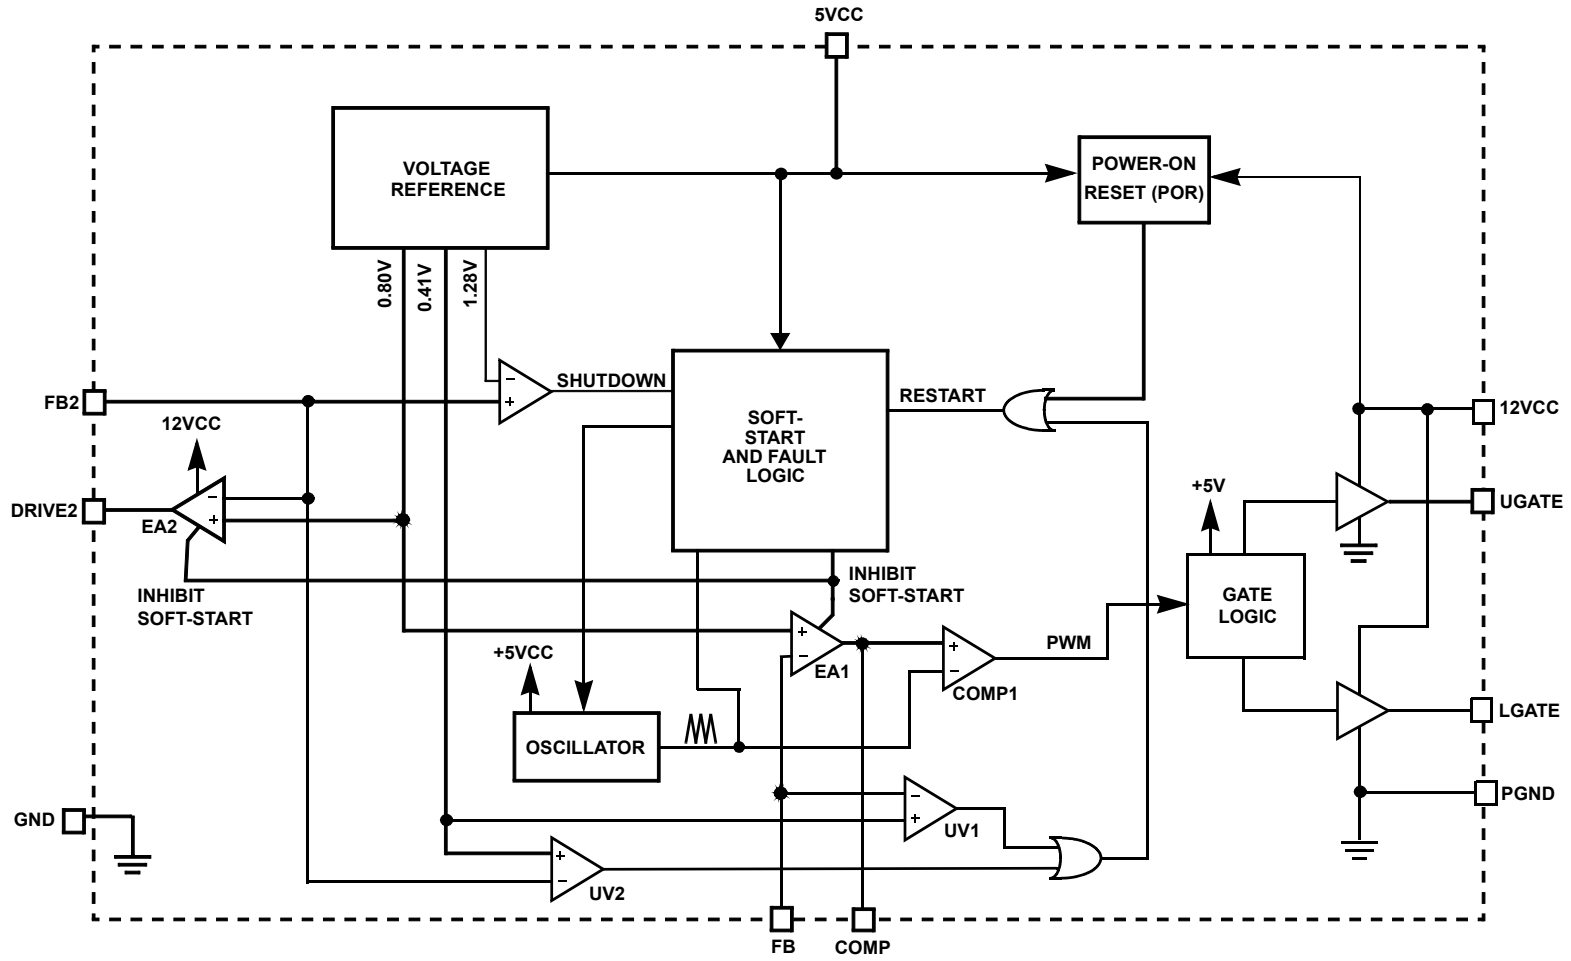 5VCC
VOLTAGE
REFERENCE
POWER-ON
RESET (POR)
0.80V
0.41V
1.28V
FB2
-
+
SHUTDOWN
SOFT-
START
AND FAULT
LOGIC
RESTART
12VCC
12VCC
DRIVE2
-
+
EA2
+5V
UGATE
INHIBIT
SOFT-START
INHIBIT
SOFT-START
GATE
LOGIC
+
-
EA1
+
-
COMP1
PWM
+5VCC
OSCILLATOR
LGATE
GND
-
+
UV1
PGND
+
-
UV2
FB
COMP